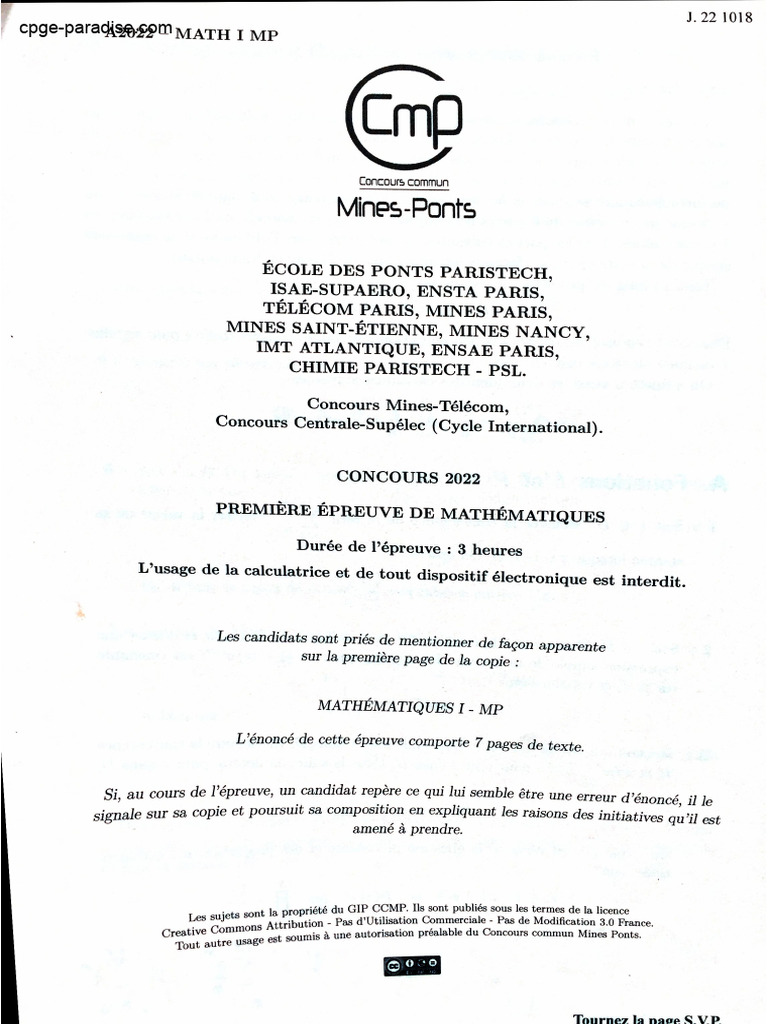 J. 22 1018
cpge-paradise.com
A2022 – MATH I MP
Cmp
Concours commun
Mines-Ponts
ÉCOLE DES PONTS PARISTECH,
ISAE-SUPAERO, ENSTA PARIS,
TÉLÉCOM PARIS, MINES PARIS,
MINES SAINT-ÉTIENNE, MINES NANCY,
IMT ATLANTIQUE, ENSAE PARIS,
CHIMIE PARISTECH - PSL.
Concours Mines-Télécom,
Concours Centrale-Supélec (Cycle International).
CONCOURS 2022
PREMIÈRE ÉPREUVE DE MATHÉMATIQUES
Durée de l'épreuve : 3 heures
L'usage de la calculatrice et de tout dispositif électronique est interdit.
Les candidats sont priés de mentionner de façon apparente
sur la première page de la copie :
MATHÉMATIQUES I - MP
L'énoncé de cette épreuve comporte 7 pages de texte.
Si, au cours de l'épreuve, un candidat repère ce qui lui semble être une erreur d'énoncé, il le
signale sur sa copie et poursuit sa composition en expliquant les raisons des initiatives qu'il est
amené à prendre.
Les sujets sont la propriété du GIP CCMP. Ils sont publiés sous les termes de la licence
Creative Commons Attribution - Pas d'Utilisation Commerciale - Pas de Modification 3.0 France.
Tout autre usage est soumis à une autorisation préalable du Concours commun Mines Ponts.
Tournez la page S.V.P.